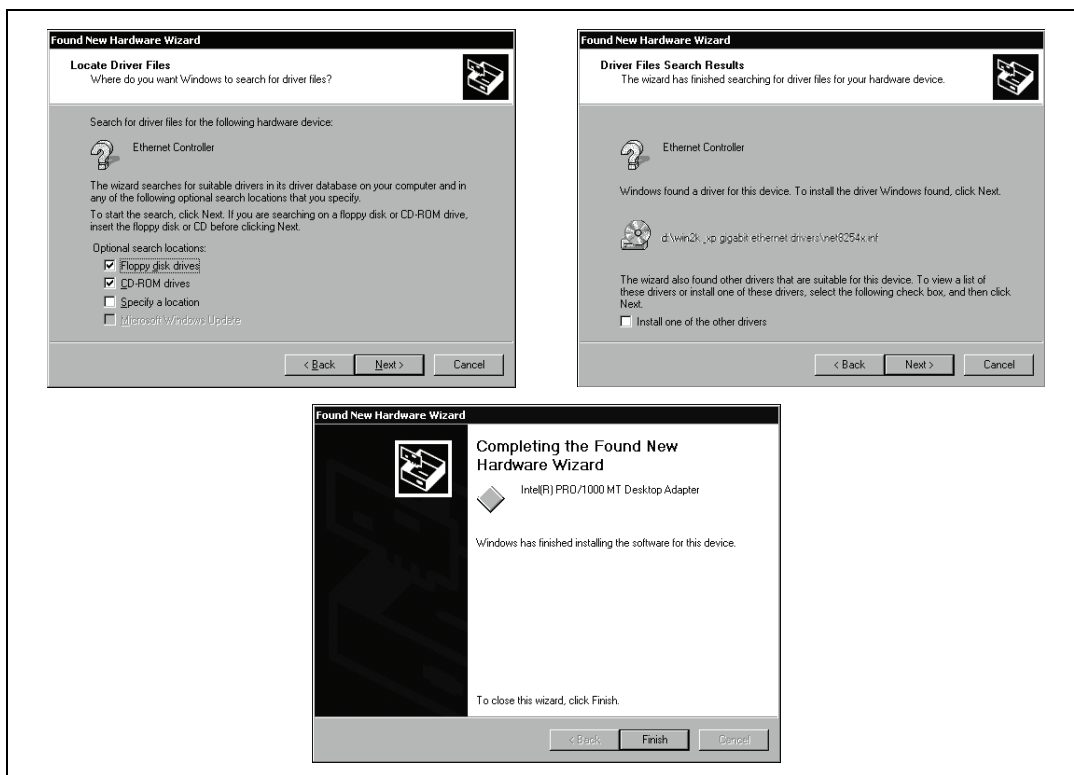 Found New Hardware Wizard
Locate Driver Files
Where do you want Windows to search for driver files?
Search for driver files for the following hardware device:
Ethernet Controller
The wizard searches for suitable drivers in its driver database on your computer and in
any of the following optional search locations that you specify.
To start the search, click Next. If you are searching on a floppy disk or CD-ROM drive,
insert the floppy disk or CD before clicking Next.
Optional search locations:
Floppy disk drives
CD-ROM drives
Specify a location
Microsoft Windows Update
< Back Next > Cancel
Found New Hardware Wizard
Driver Files Search Results
The wizard has finished searching for driver files for your hardware device.
Ethernet Controller
Windows found a driver for this device. To install the driver Windows found, click Next.
d:\win2k_xp gigabit ethernet drivers\net8254x.inf
The wizard also found other drivers that are suitable for this device. To view a list of
these drivers or install one of these drivers, select the following check box, and then click
Next.
Install one of the other drivers
< Back Next > Cancel
Found New Hardware Wizard
Completing the Found New
Hardware Wizard
Intel(R) PRO/1000 MT Desktop Adapter
Windows has finished installing the software for this device.
To close this wizard, click Finish.
< Back Finish Cancel